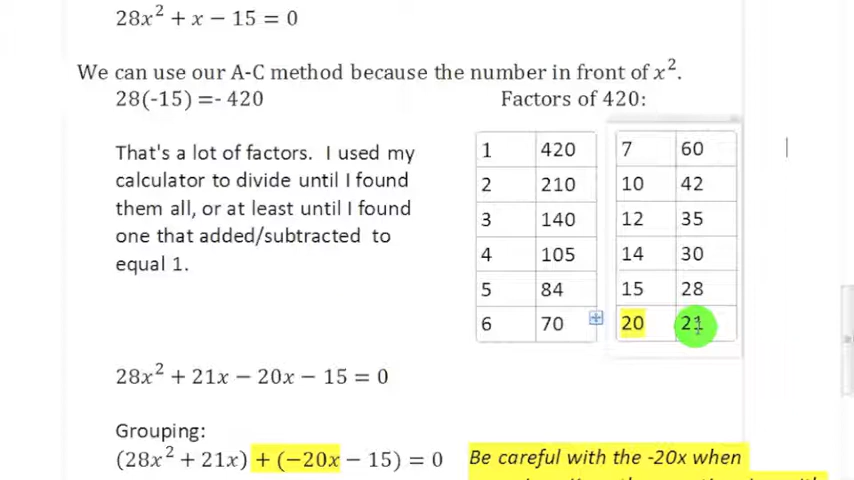 28x² + x − 15 = 0
We can use our A-C method because the number in front of x².
28(-15) =- 420
Factors of 420:
That's a lot of factors. I used my
calculator to divide until I found
them all, or at least until I found
one that added/subtracted to
equal 1.
1 420
2 210
3 140
4 105
5 84
6 70
7 60
10 42
12 35
14 30
15 28
20 21
28x² + 21x − 20x − 15 = 0
Grouping:
(28x² + 21x) + (−20x − 15) = 0
Be careful with the -20x when